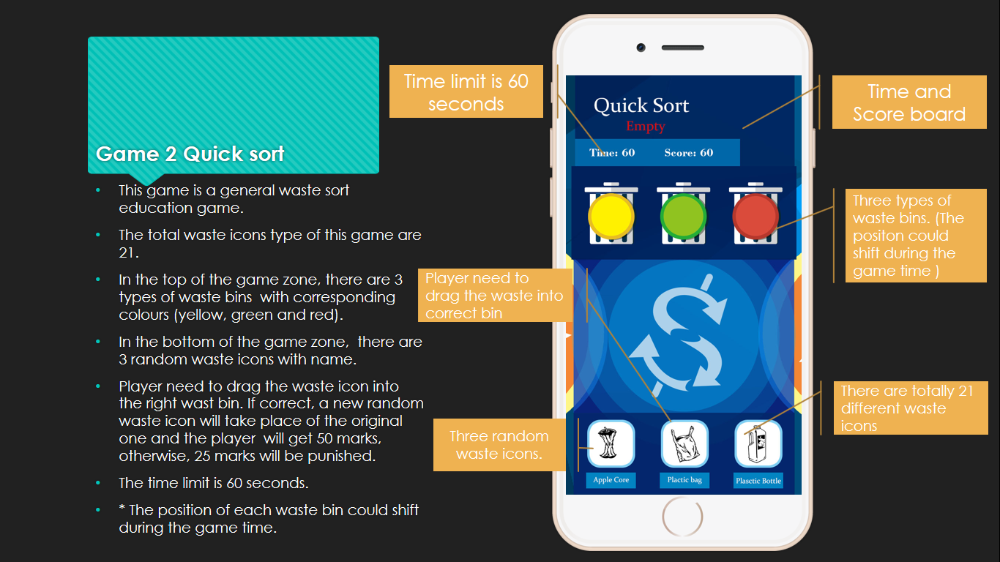 Game 2 Quick sort
• This game is a general waste sort
education game.
• The total waste icons type of this game are
21.
• In the top of the game zone, there are 3
types of waste bins with corresponding
colours (yellow, green and red).
• In the bottom of the game zone, there are
3 random waste icons with name.
• Player need to drag the waste icon into
the right wast bin. If correct, a new random
waste icon will take place of the original
one and the player will get 50 marks,
otherwise, 25 marks will be punished.
• The time limit is 60 seconds.
• * The position of each waste bin could shift
during the game time.
Time limit is 60
seconds
Player need to
drag the waste into
correct bin
Three random
waste icons.
Quick Sort
Empty
Time: 60 Score: 60
Apple Core
Plactic bag
Plasctic Bottle
Time and
Score board
Three types of
waste bins. (The
positon could
shift during the
game time )
There are totally 21
different waste
icons